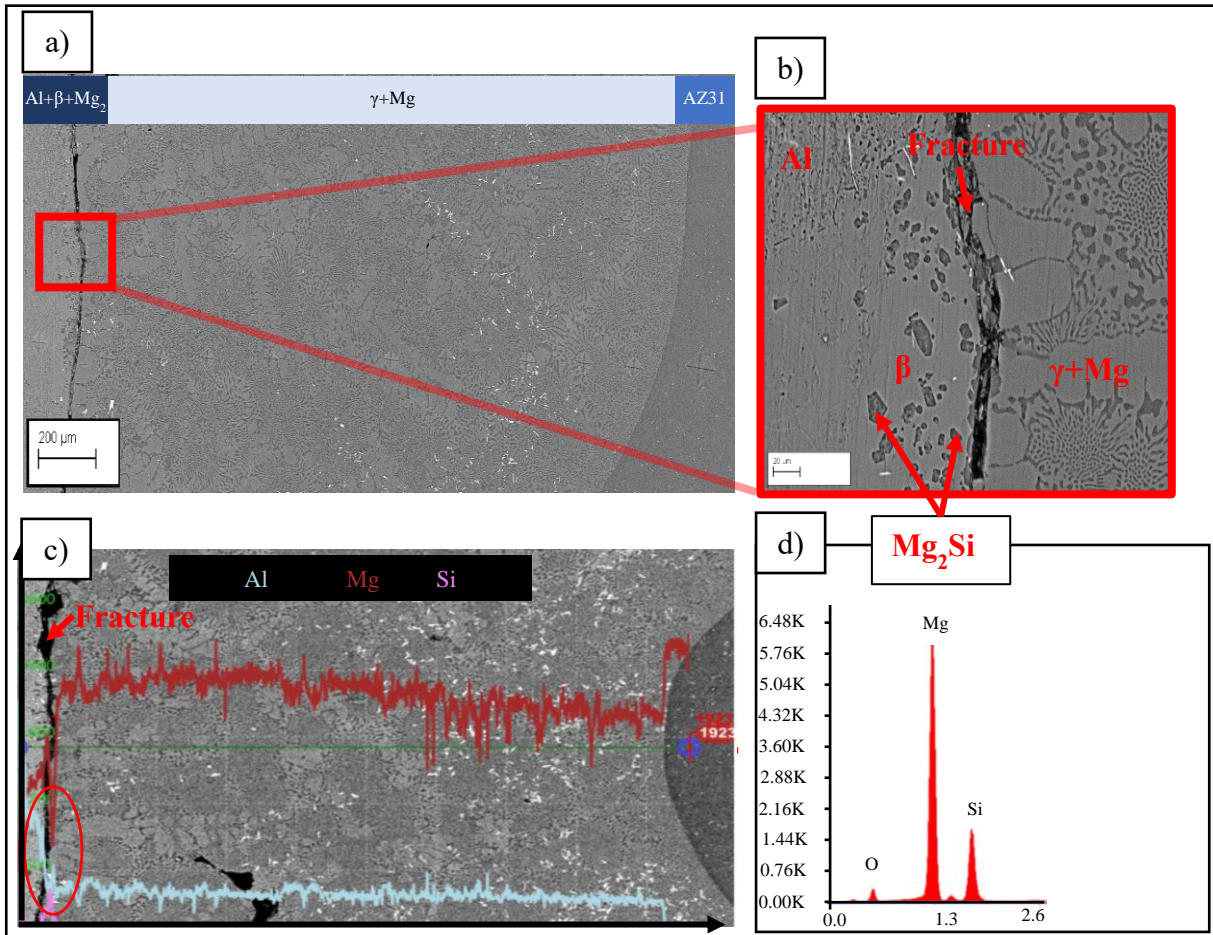 a)
Al+β+Mg₂
γ+Mg
AZ31
200 µm
b)
Al
Fracture
β
γ+Mg
20 µm
Mg₂Si
c)
Al Mg Si
Fracture
1923
d)
6.48K
5.76K
5.04K
4.32K
3.60K
2.88K
2.16K
1.44K
0.76K
0.00K
Mg
Si
O
0.0 1.3 2.6